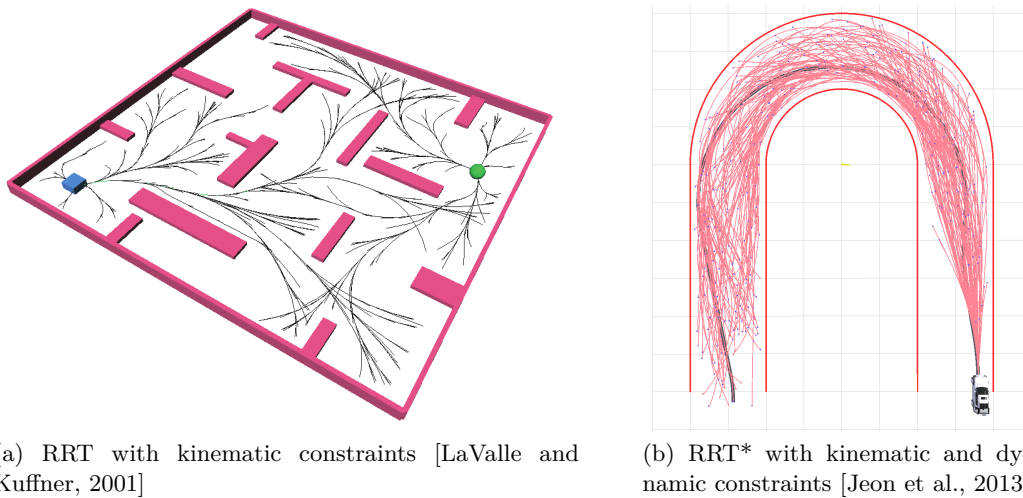 a) RRT with kinematic constraints [LaValle and
Kuffner, 2001]
(b) RRT* with kinematic and dy-
namic constraints [Jeon et al., 2013